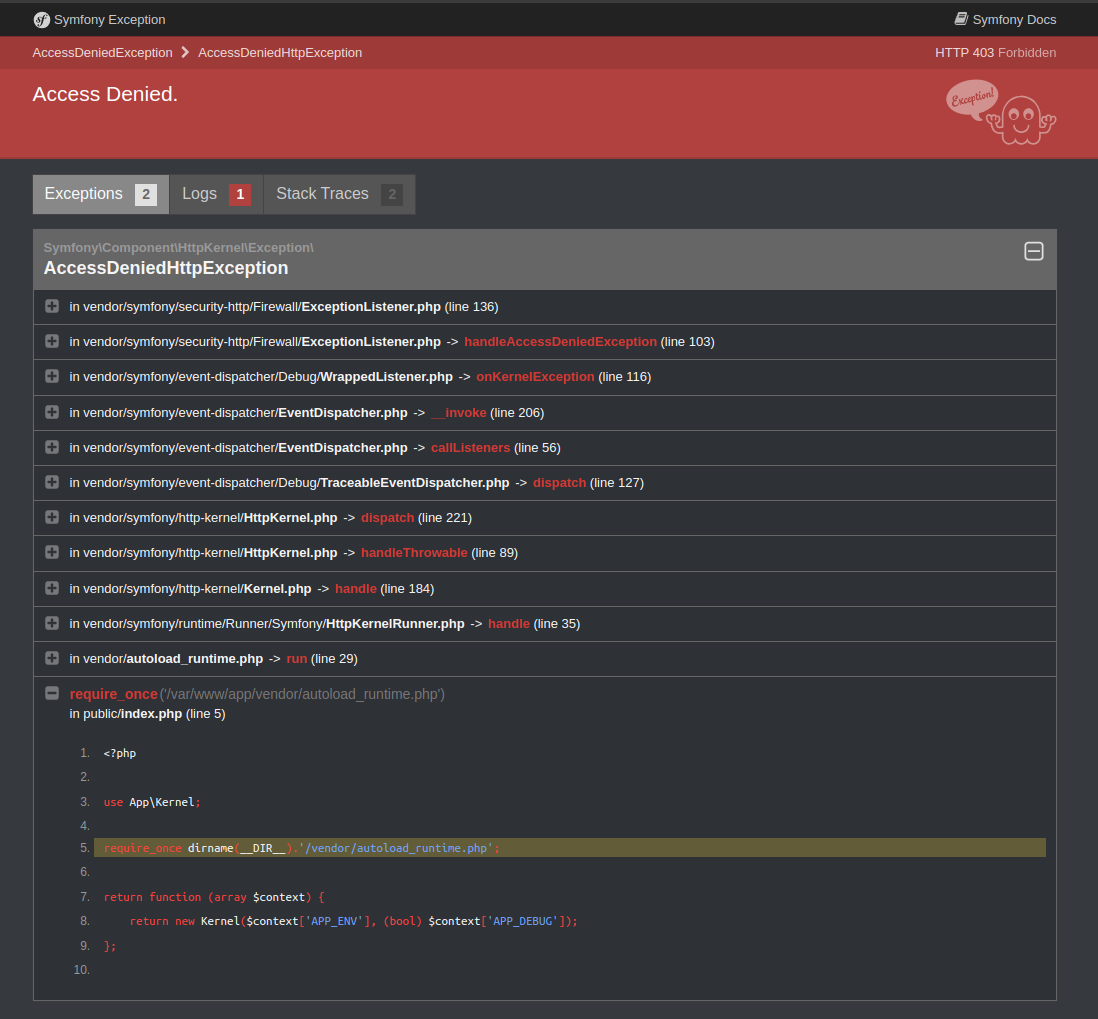 Symfony Exception
Symfony Docs
AccessDeniedException
AccessDeniedHttpException
HTTP 403 Forbidden
Access Denied.
Exception!
Exceptions 2
Logs 1
Stack Traces 2
Symfony\Component\HttpKernel\Exception\
AccessDeniedHttpException
in vendor/symfony/security-http/Firewall/ExceptionListener.php (line 136)
in vendor/symfony/security-http/Firewall/ExceptionListener.php -> handleAccessDeniedException (line 103)
in vendor/symfony/event-dispatcher/Debug/WrappedListener.php -> onKernelException (line 116)
in vendor/symfony/event-dispatcher/EventDispatcher.php -> __invoke (line 206)
in vendor/symfony/event-dispatcher/EventDispatcher.php -> callListeners (line 56)
in vendor/symfony/event-dispatcher/Debug/TraceableEventDispatcher.php -> dispatch (line 127)
in vendor/symfony/http-kernel/HttpKernel.php -> dispatch (line 221)
in vendor/symfony/http-kernel/HttpKernel.php -> handleThrowable (line 89)
in vendor/symfony/http-kernel/Kernel.php -> handle (line 184)
in vendor/symfony/runtime/Runner/Symfony/HttpKernelRunner.php -> handle (line 35)
in vendor/autoload_runtime.php -> run (line 29)
require_once('/var/www/app/vendor/autoload_runtime.php')
in public/index.php (line 5)
1. <?php
2.
3. use App\Kernel;
4.
5. require_once dirname(__DIR__).'/vendor/autoload_runtime.php';
6.
7. return function (array $context) {
8. return new Kernel($context['APP_ENV'], (bool) $context['APP_DEBUG']);
9. };
10.